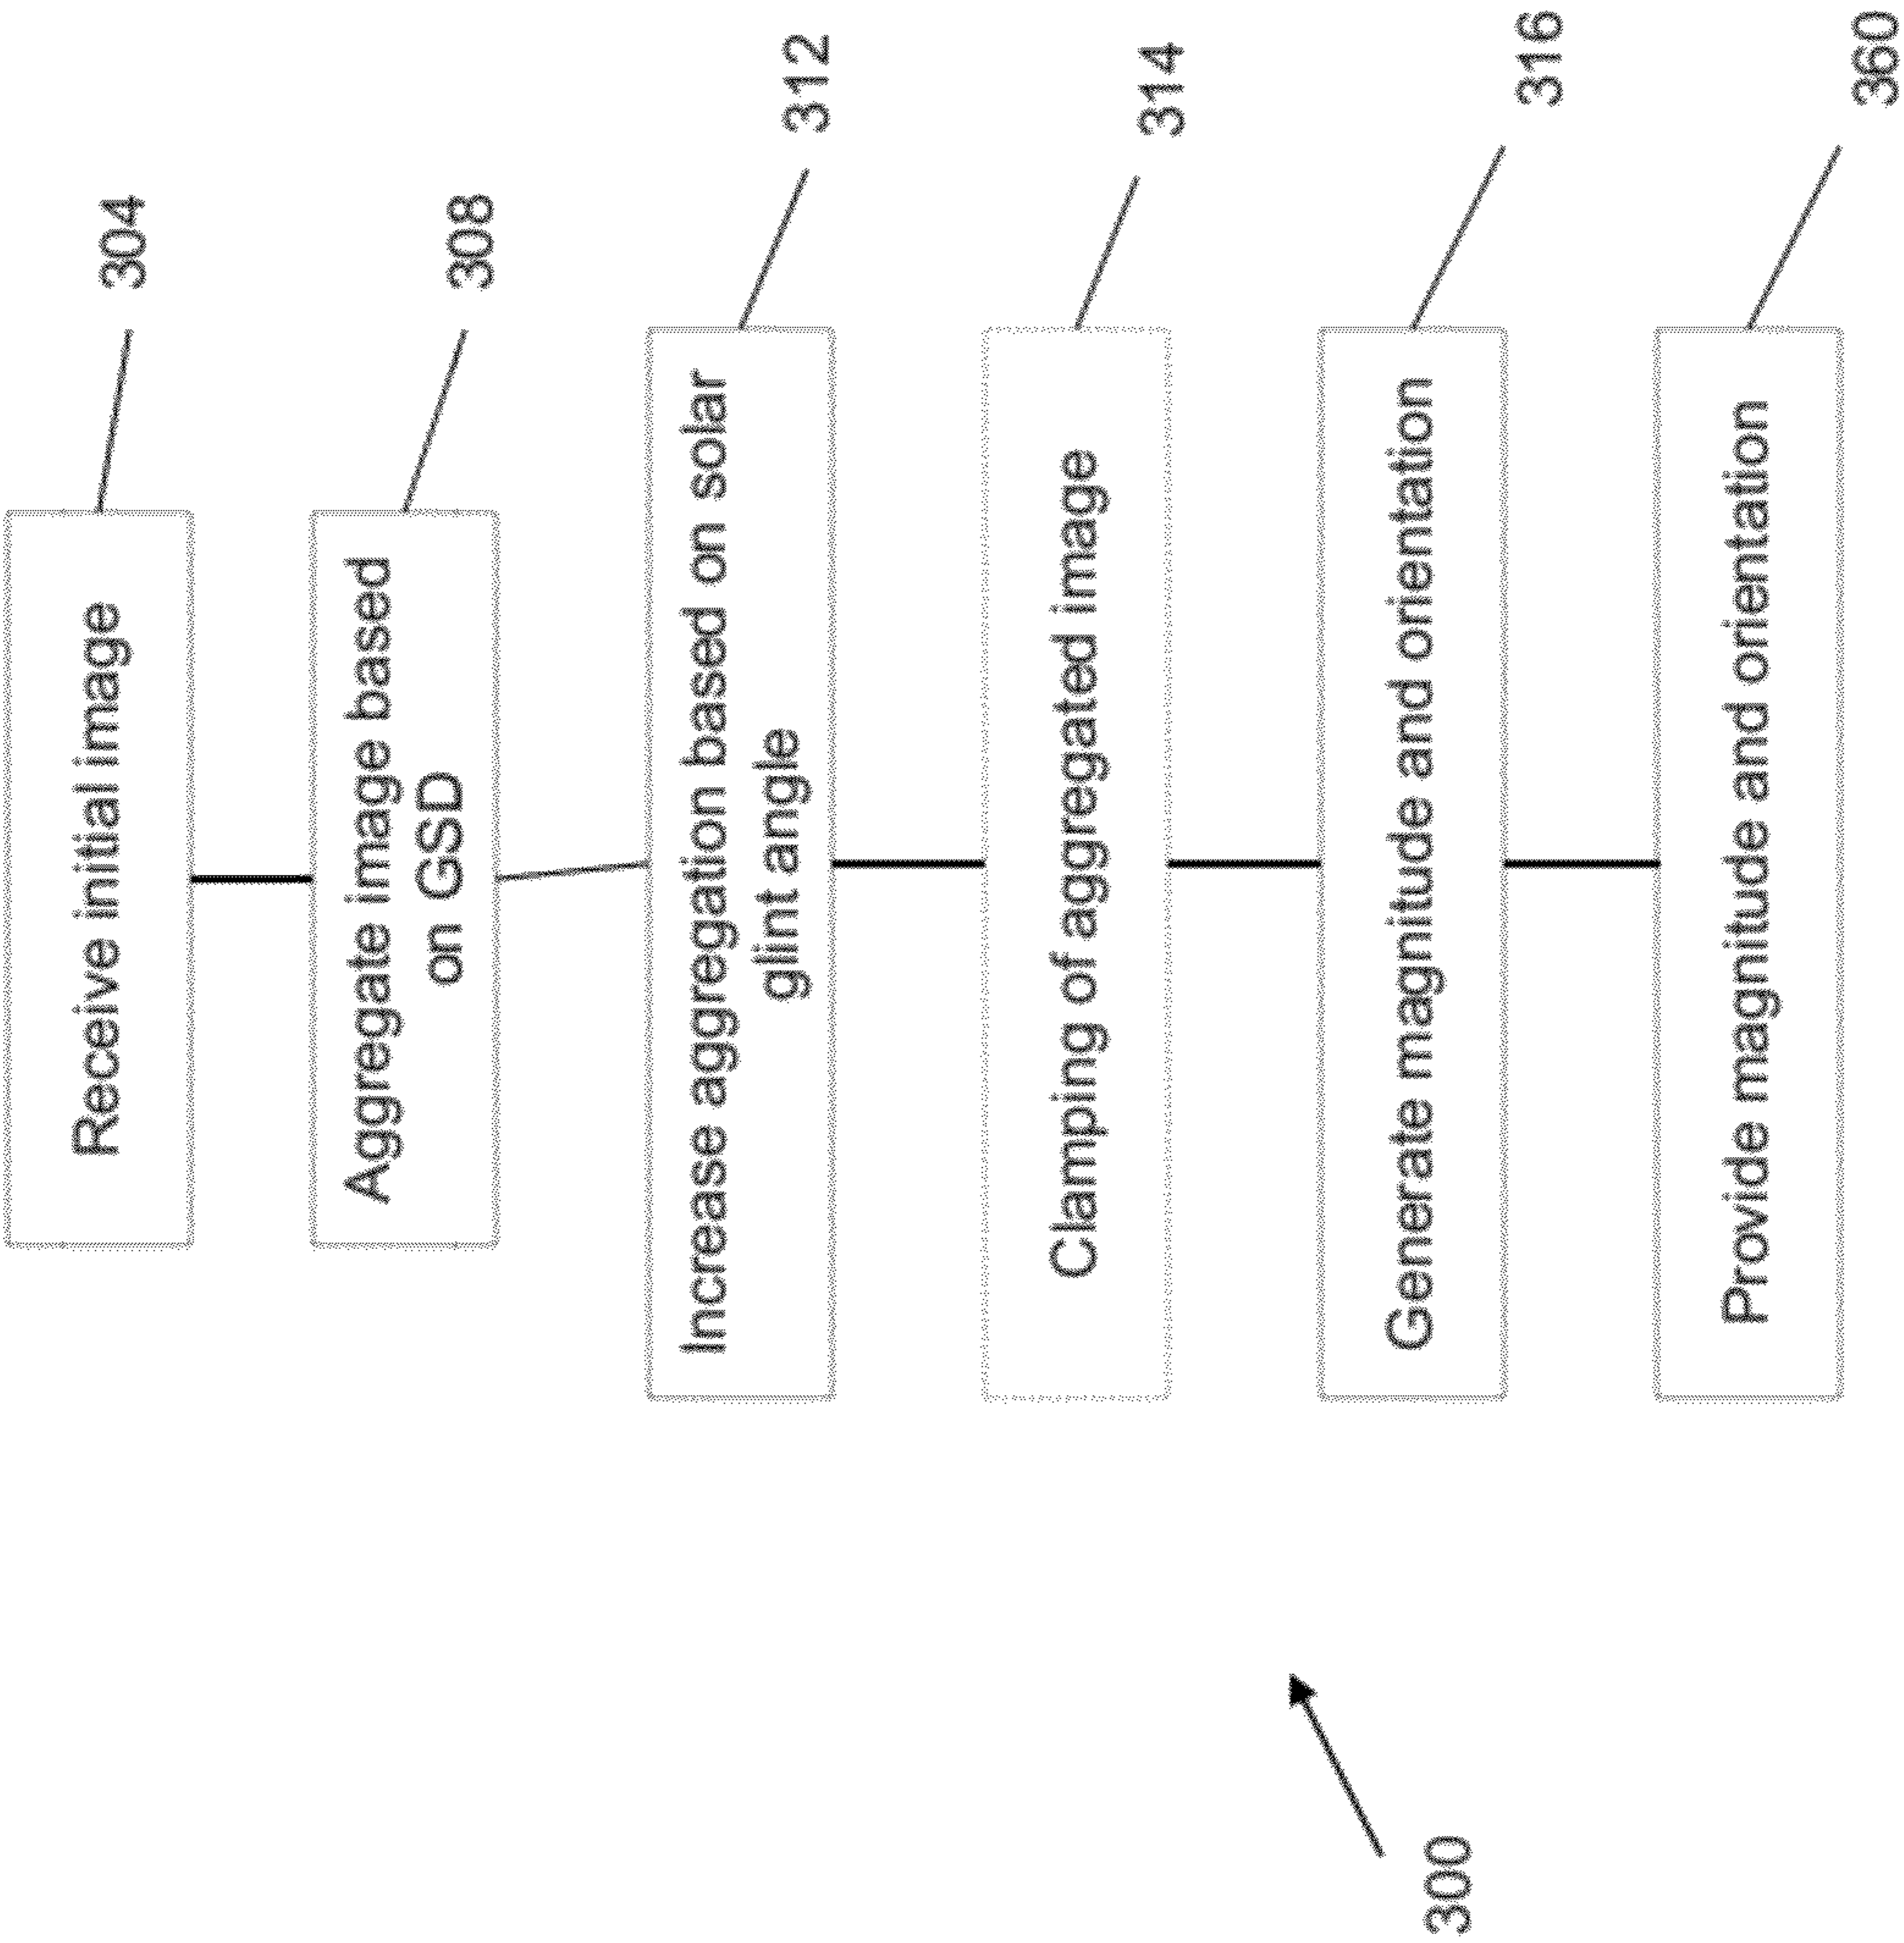 Receive initial image
304
Aggregate image based
on GSD
308
Increase aggregation based on solar
glint angle
312
Clamping of aggregated image
314
Generate magnitude and orientation
316
Provide magnitude and orientation
360
300